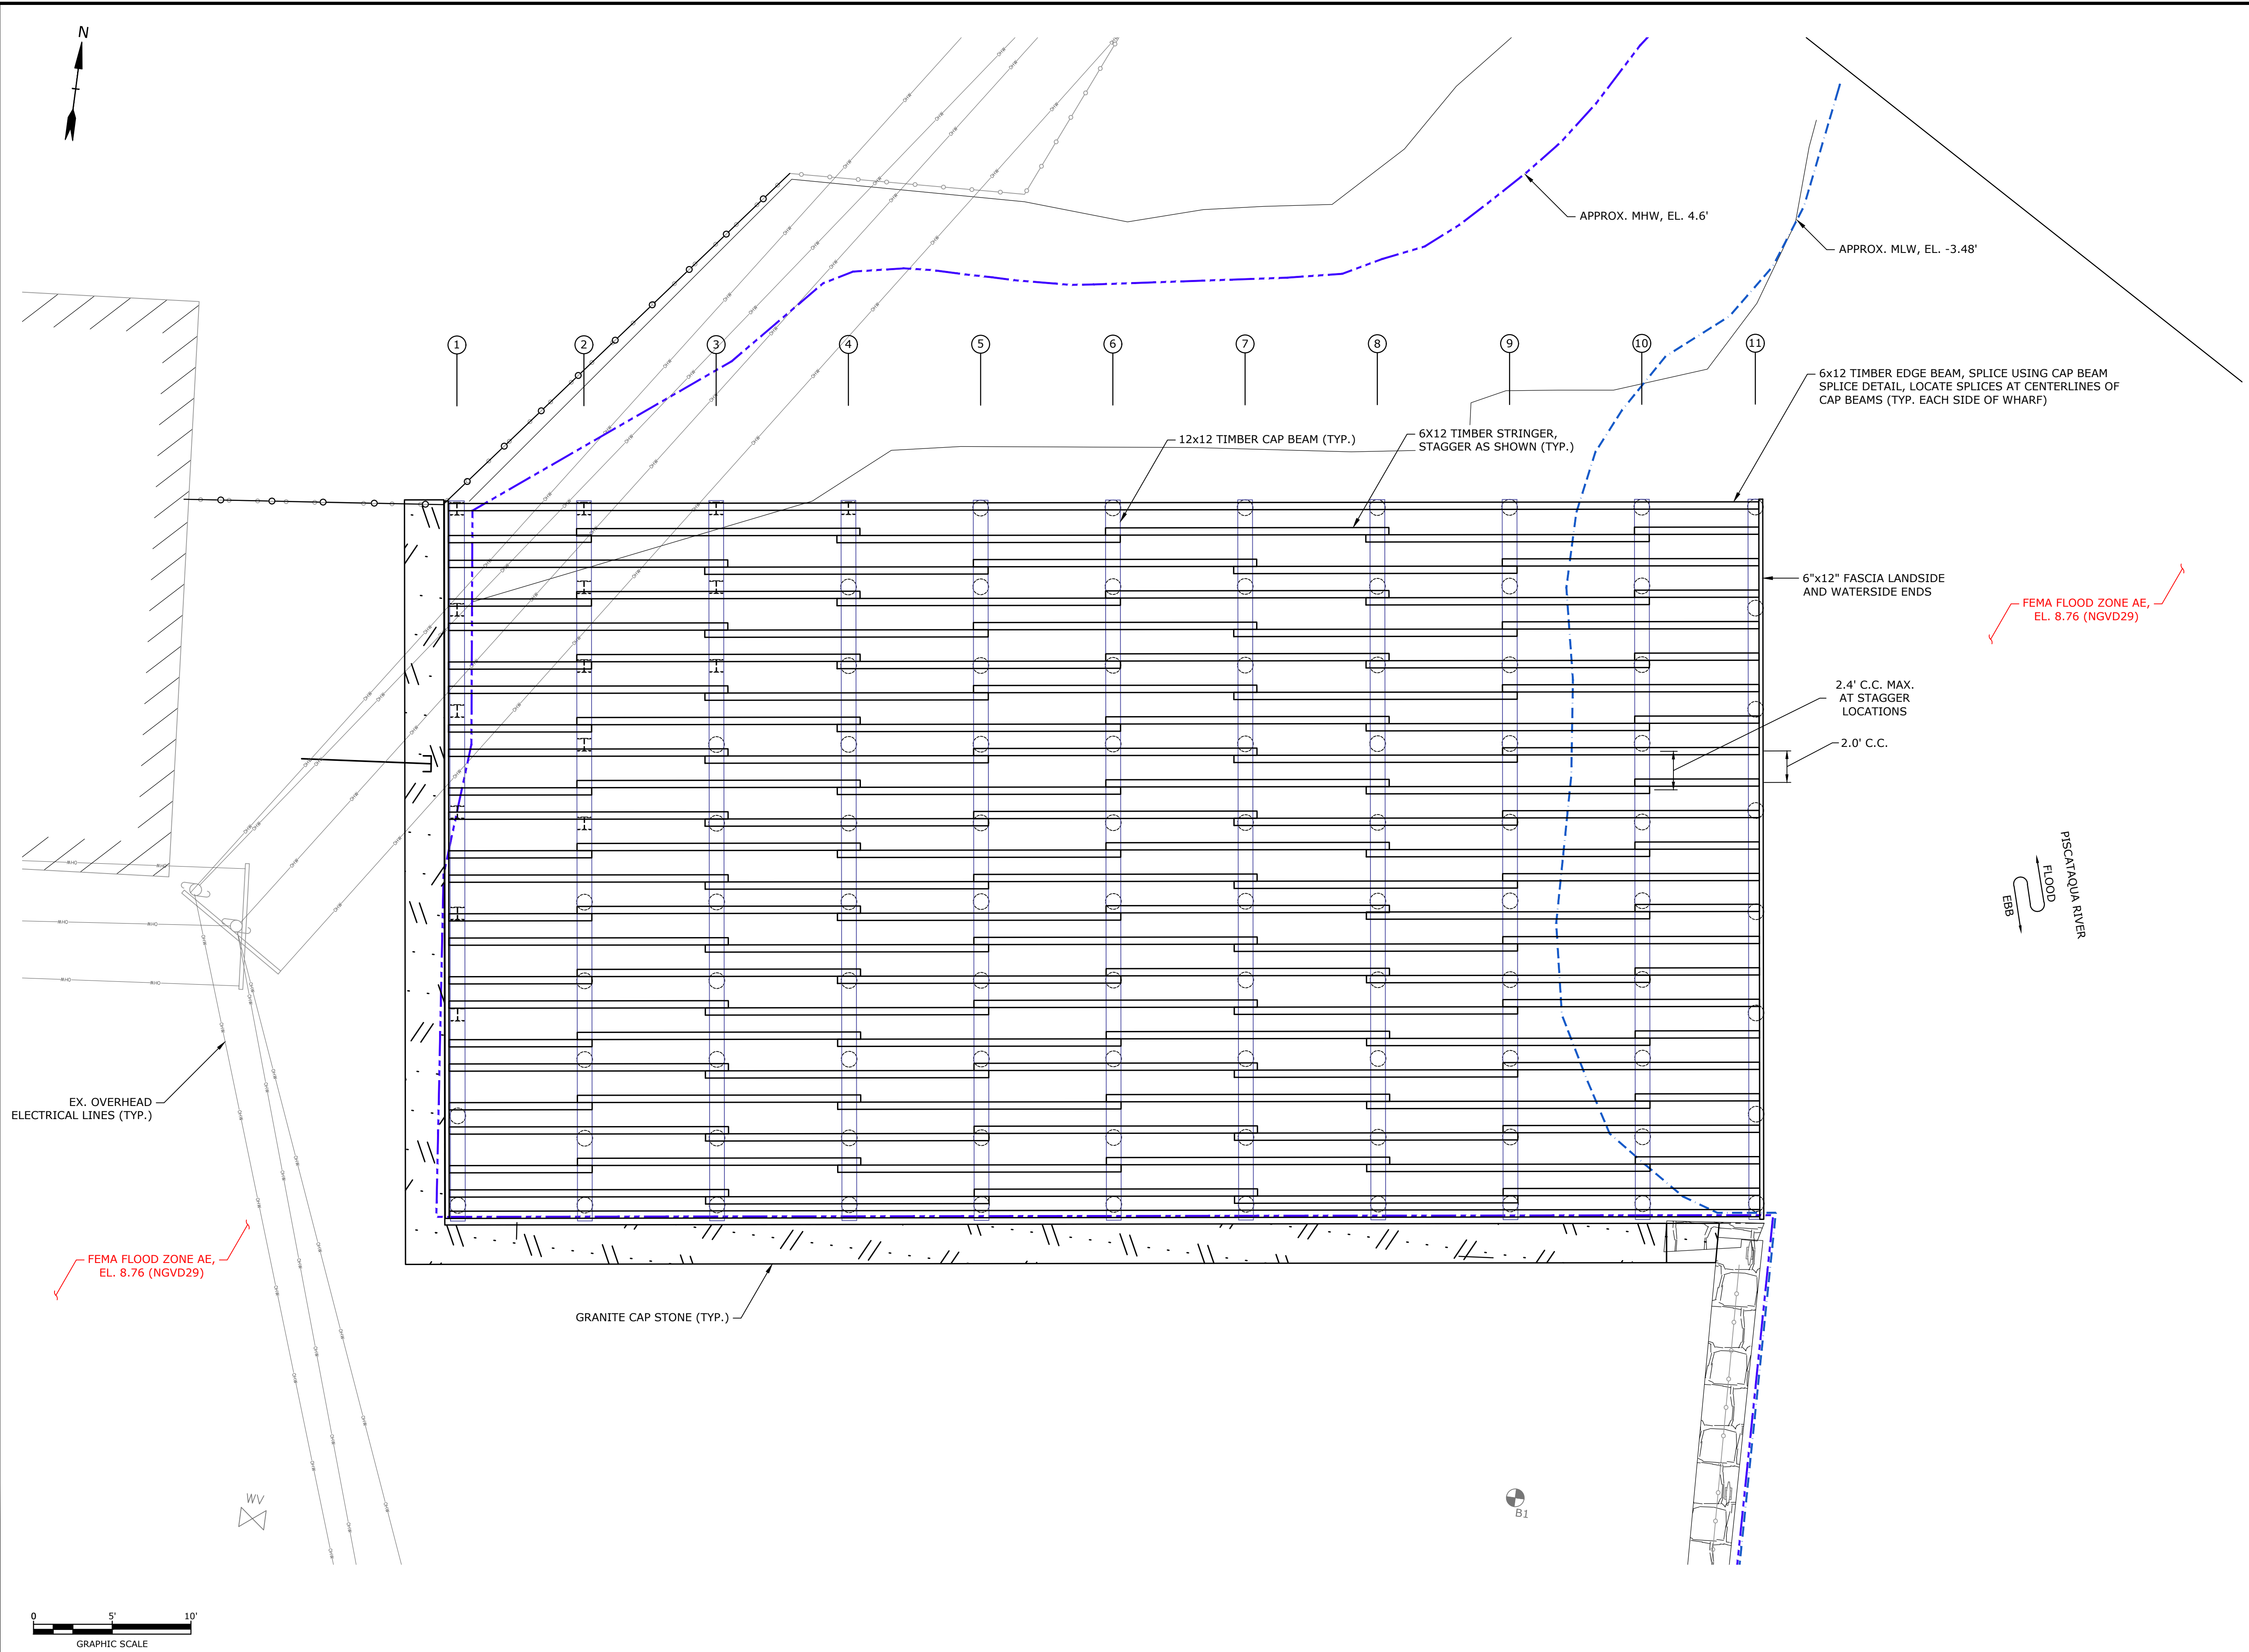 N
APPROX. MHW, EL. 4.6'
APPROX. MLW, EL. -3.48'
1
2
3
4
5
6
7
8
9
10
11
6x12 TIMBER EDGE BEAM, SPLICE USING CAP BEAM
SPLICE DETAIL, LOCATE SPLICES AT CENTERLINES OF
CAP BEAMS (TYP. EACH SIDE OF WHARF)
12x12 TIMBER CAP BEAM (TYP.)
6X12 TIMBER STRINGER,
STAGGER AS SHOWN (TYP.)
6"x12" FASCIA LANDSIDE
AND WATERSIDE ENDS
FEMA FLOOD ZONE AE,
EL. 8.76 (NGVD29)
2.4' C.C. MAX.
AT STAGGER
LOCATIONS
2.0' C.C.
PISCATAQUA RIVER
FLOOD
EBB
EX. OVERHEAD
ELECTRICAL LINES (TYP.)
FEMA FLOOD ZONE AE,
EL. 8.76 (NGVD29)
GRANITE CAP STONE (TYP.)
WV
B1
0 5' 10'
GRAPHIC SCALE